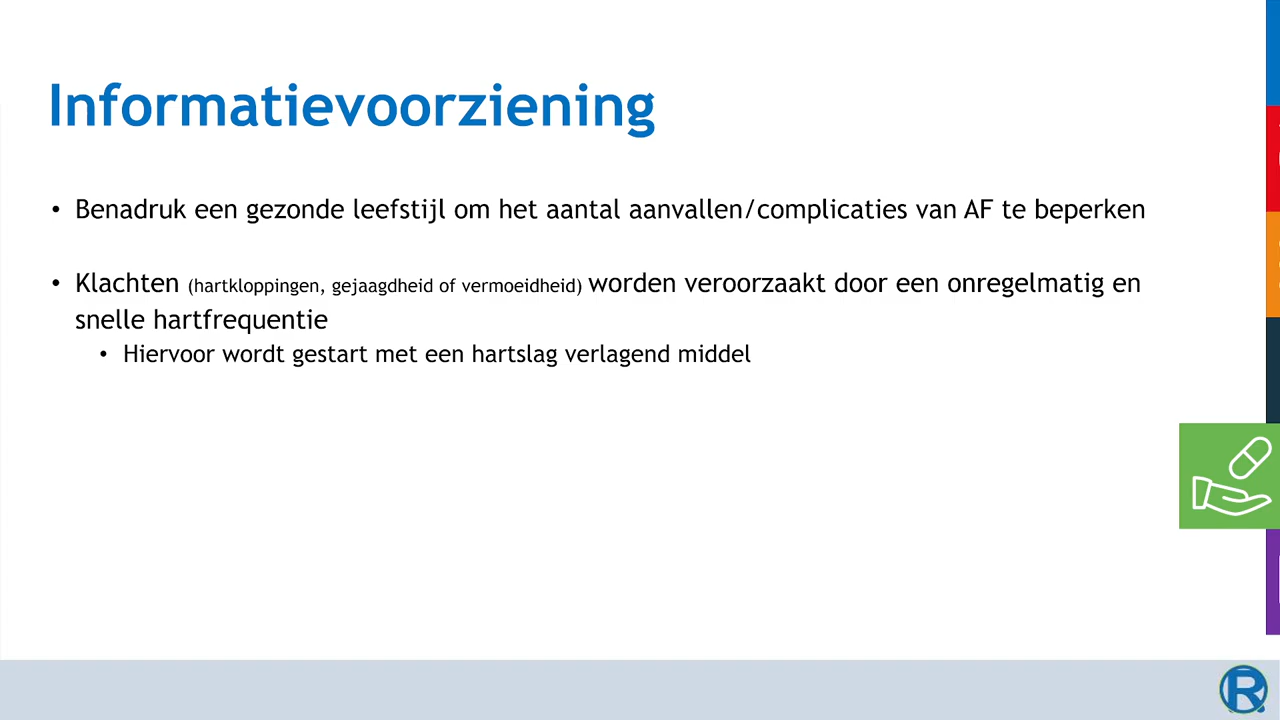 Informatievoorziening
• Benadruk een gezonde leefstijl om het aantal aanvallen/complicaties van AF te beperken
• Klachten (hartkloppingen, gejaagdheid of vermoeidheid) worden veroorzaakt door een onregelmatig en
snelle hartfrequentie
• Hiervoor wordt gestart met een hartslag verlagend middel
R